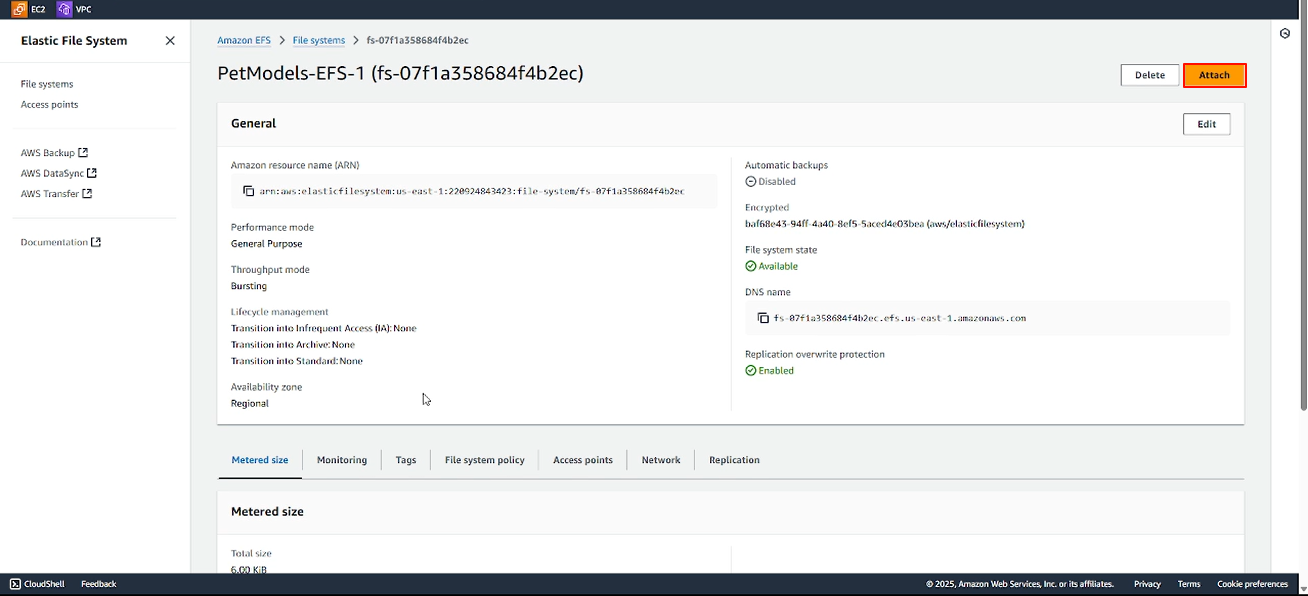 EC2 VPC
Elastic File System
File systems
Access points
AWS Backup
AWS DataSync
AWS Transfer
Documentation
Amazon EFS > File systems > fs-07f1a358684f4b2ec
PetModels-EFS-1 (fs-07f1a358684f4b2ec)
Delete Attach
General
Edit
Amazon resource name (ARN)
arn:aws:elasticfilesystem:us-east-1:220924843423:file-system/fs-07f1a358684f4b2ec
Performance mode
General Purpose
Throughput mode
Bursting
Lifecycle management
Transition into Infrequent Access (IA): None
Transition into Archive: None
Transition into Standard: None
Availability zone
Regional
Automatic backups
Disabled
Encrypted
baf68e43-94ff-4a40-8ef5-5aced4e03bea (aws/elasticfilesystem)
File system state
Available
DNS name
fs-07f1a358684f4b2ec.efs.us-east-1.amazonaws.com
Replication overwrite protection
Enabled
Metered size Monitoring Tags File system policy Access points Network Replication
Metered size
Total size
6.00 KiB
CloudShell Feedback © 2025, Amazon Web Services, Inc. or its affiliates. Privacy Terms Cookie preferences